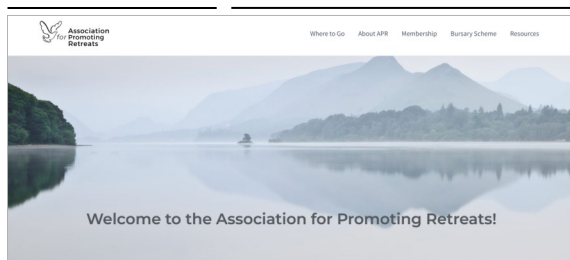 Association
for Promoting
Retreats
Where to Go About APR Membership Bursary Scheme Resources
Welcome to the Association for Promoting Retreats!